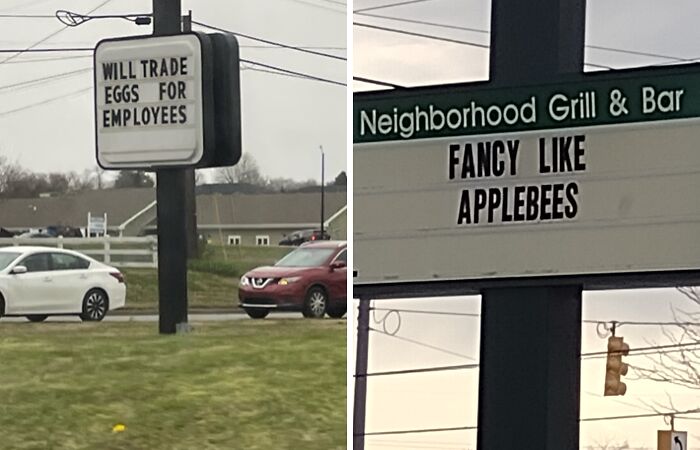 WILL TRADE
EGGS FOR
EMPLOYEES
Neighborhood Grill & Bar
FANCY LIKE
APPLEBEES